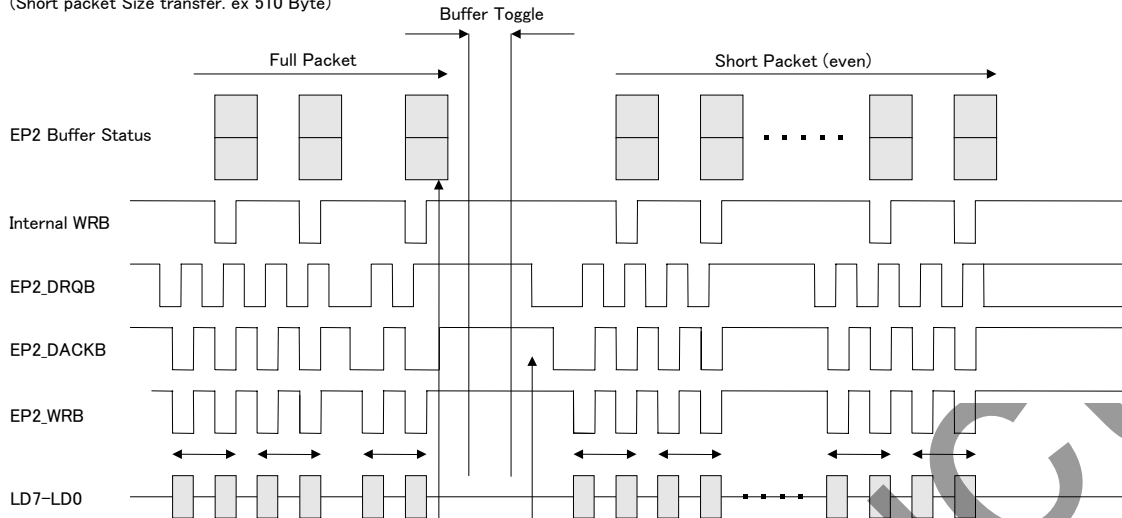 (Short packet Size transfer. ex 510 Byte)
Buffer Toggle
Full Packet
Short Packet (even)
EP2 Buffer Status
Internal WRB
EP2_DRQB
EP2_DACKB
EP2_WRB
LD7-LD0